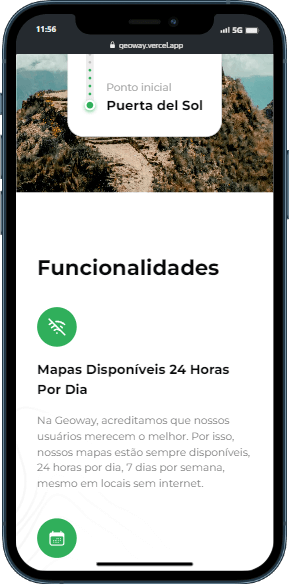 11:56
5G
geoway.vercel.app
Ponto inicial
Puerta del Sol
Funcionalidades
Mapas Disponíveis 24 Horas
Por Dia
Na Geoway, acreditamos que nossos
usuários merecem o melhor. Por isso,
nossos mapas estão sempre disponíveis,
24 horas por dia, 7 dias por semana,
mesmo em locais sem internet.